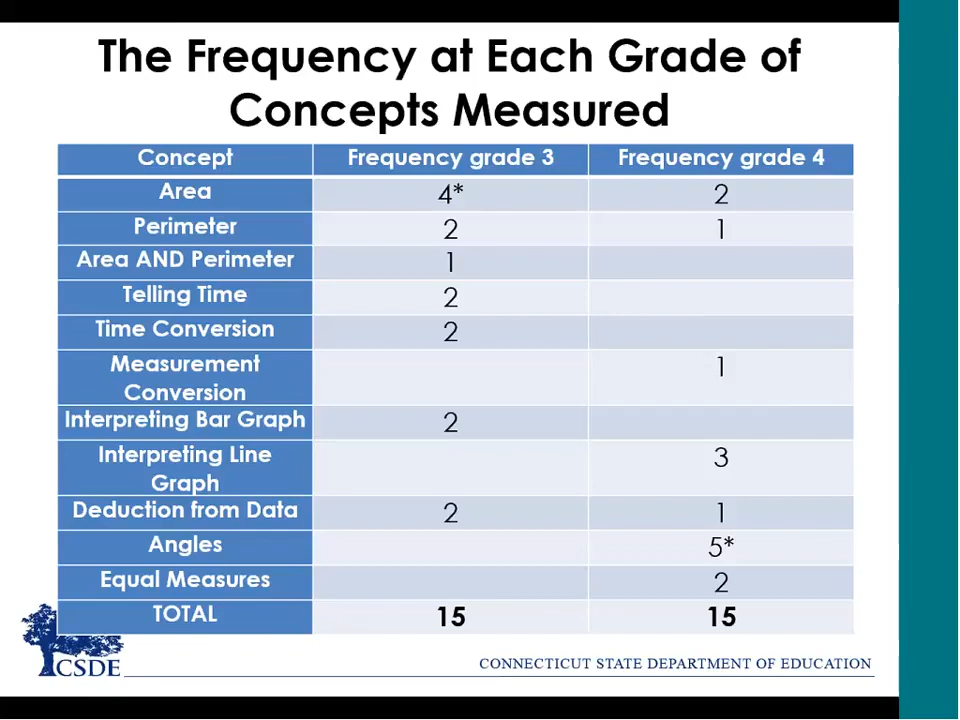 The Frequency at Each Grade of
Concepts Measured
Concept Frequency grade 3 Frequency grade 4
Area 4* 2
Perimeter 2 1
Area AND Perimeter 1
Telling Time 2
Time Conversion 2
Measurement 1
Conversion
Interpreting Bar Graph 2
Interpreting Line 3
Graph
Deduction from Data 2 1
Angles 5*
Equal Measures 2
TOTAL 15 15
CSDE
CONNECTICUT STATE DEPARTMENT OF EDUCATION